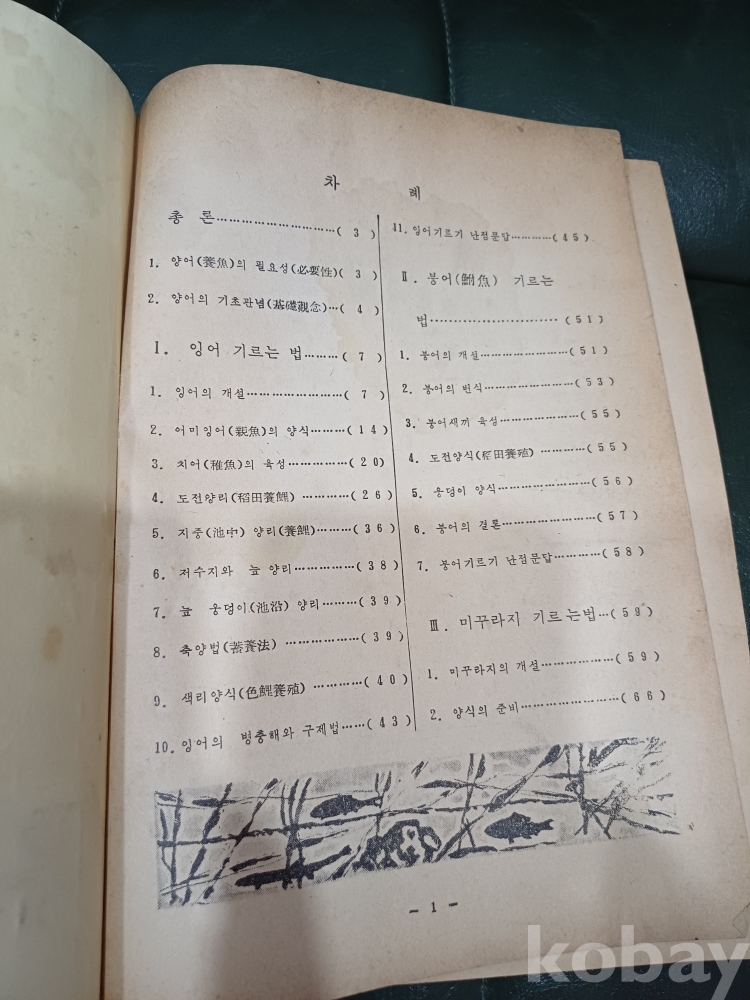 차 례
총 론………………………( 3 )
1. 양어(養魚)의 필요성(必要性)( 3 )
2. 양어의 기초관념(基礎觀念)…( 4 )
I. 잉어 기르는 법………( 7 )
1. 잉어의 개설……………………( 7 )
2. 어미잉어(親魚)의 양식………( 14 )
3. 치어(稚魚)의 육성……………( 20)
4. 도전양리(稻田養鯉) …………( 26 )
5. 지중(池中) 양리(養鯉)………( 36 )
6. 저수지와 늪 양리……………( 38 )
7. 늪 웅덩이(池沿) 양리………( 39 )
8. 축양법(蓄養法) ………………( 39 )
9. 색리양식(色鯉養殖) …………( 40 )
10. 잉어의 병충해와 구제법……( 43 )
11. 잉어기르기 난점문답…………( 45 )
II. 붕어(鮒魚) 기르는
법………………………… ( 51 )
1. 붕어의 개설……………………( 51 )
2. 붕어의 번식……………………( 53 )
3. 붕어새끼 육성…………………( 55 )
4. 도전양식(稻田養殖) …………( 55 )
5. 웅덩이 양식……………………( 56 )
6. 붕어의 결론……………………( 57 )
7. 붕어기르기 난점문답…………( 58 )
III. 미꾸라지 기르는법…( 59 )
1. 미꾸라지의 개설………………( 59 )
2. 양식의 준비……………………( 66 )
- 1 -
kobay